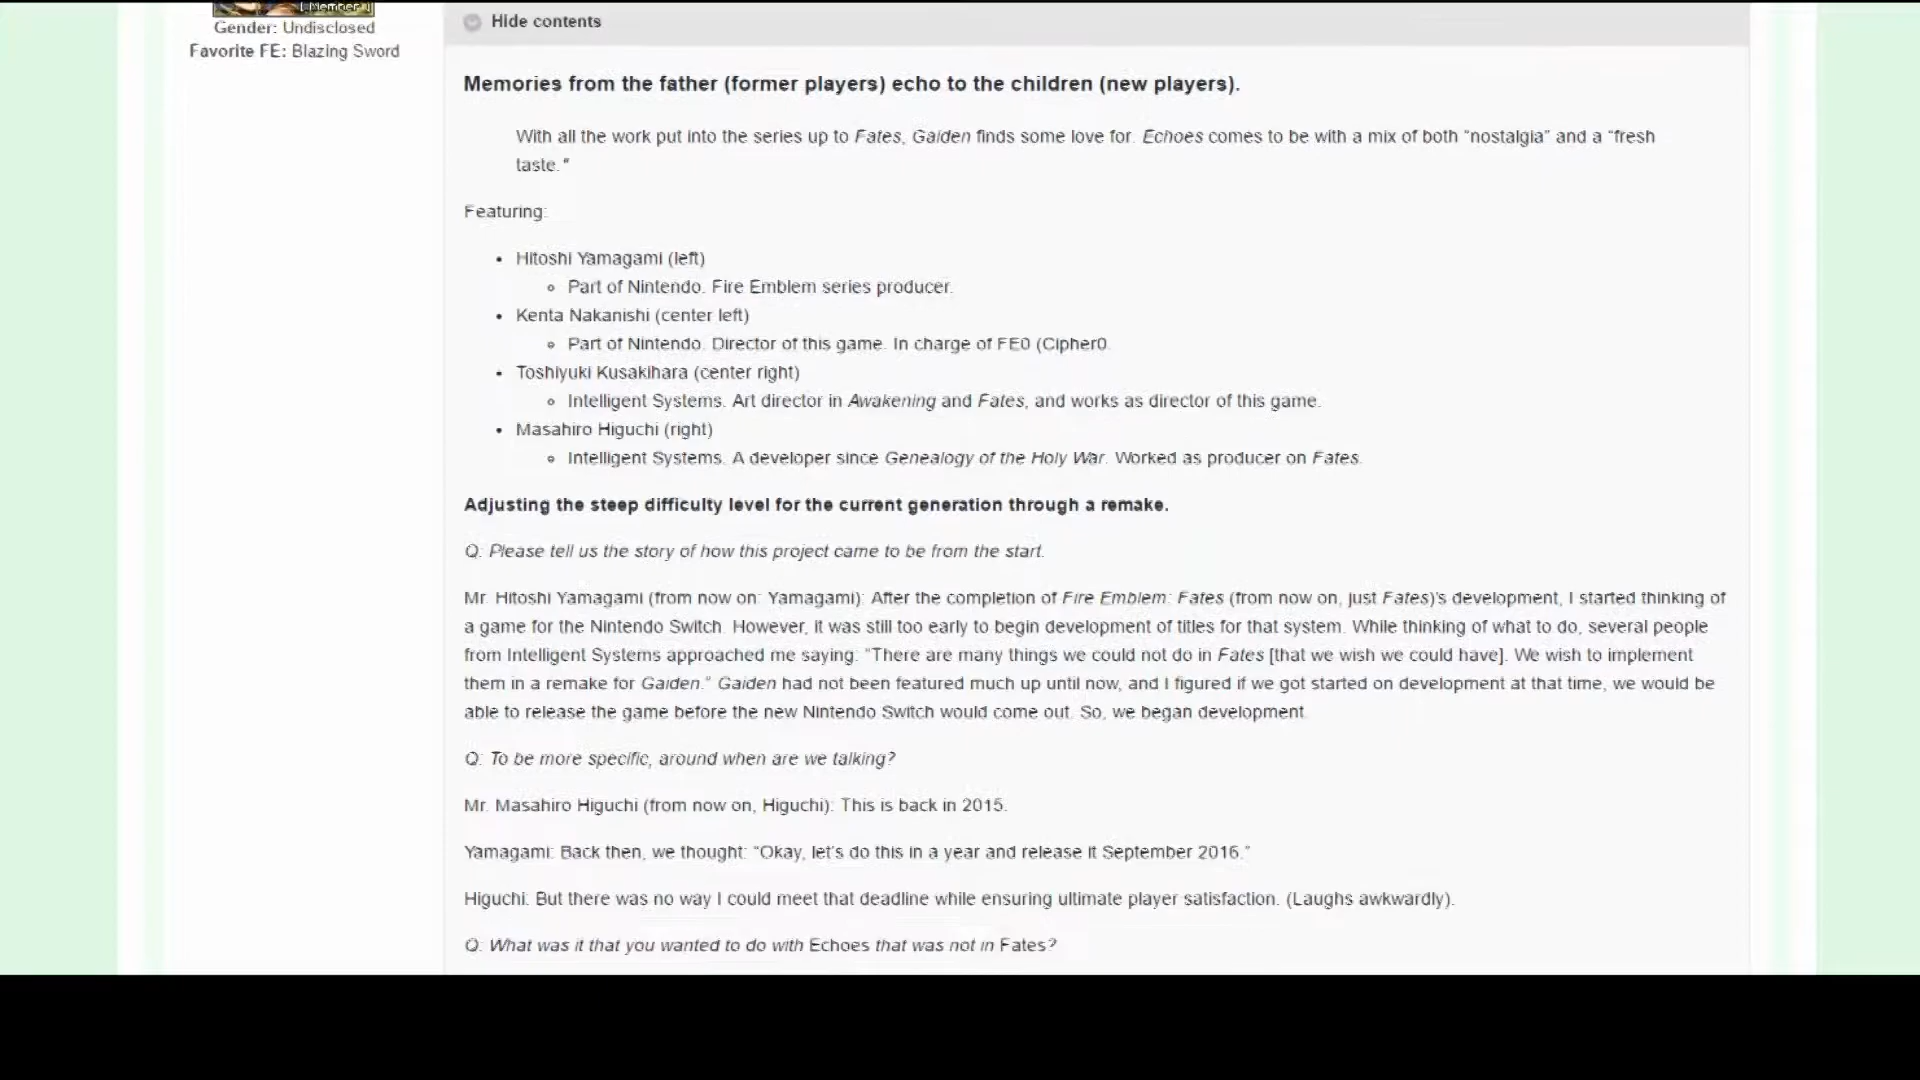 [Member]
Gender: Undisclosed
Favorite FE: Blazing Sword
Hide contents
Memories from the father (former players) echo to the children (new players).
With all the work put into the series up to Fates, Gaiden finds some love for. Echoes comes to be with a mix of both “nostalgia” and a “fresh
taste.”
Featuring:
• Hitoshi Yamagami (left)
◦ Part of Nintendo. Fire Emblem series producer.
• Kenta Nakanishi (center left)
◦ Part of Nintendo. Director of this game. In charge of FE0 (Cipher0.
• Toshiyuki Kusakihara (center right)
◦ Intelligent Systems. Art director in Awakening and Fates, and works as director of this game.
• Masahiro Higuchi (right)
◦ Intelligent Systems. A developer since Genealogy of the Holy War. Worked as producer on Fates.
Adjusting the steep difficulty level for the current generation through a remake.
Q: Please tell us the story of how this project came to be from the start.
Mr. Hitoshi Yamagami (from now on: Yamagami): After the completion of Fire Emblem: Fates (from now on, just Fates)’s development, I started thinking of
a game for the Nintendo Switch. However, it was still too early to begin development of titles for that system. While thinking of what to do, several people
from Intelligent Systems approached me saying: “There are many things we could not do in Fates [that we wish we could have]. We wish to implement
them in a remake for Gaiden.” Gaiden had not been featured much up until now, and I figured if we got started on development at that time, we would be
able to release the game before the new Nintendo Switch would come out. So, we began development.
Q: To be more specific, around when are we talking?
Mr. Masahiro Higuchi (from now on, Higuchi): This is back in 2015.
Yamagami: Back then, we thought: “Okay, let’s do this in a year and release it September 2016.”
Higuchi: But there was no way I could meet that deadline while ensuring ultimate player satisfaction. (Laughs awkwardly).
Q: What was it that you wanted to do with Echoes that was not in Fates?